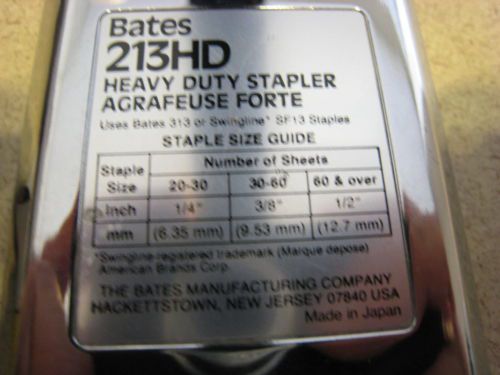 Bates
213HD
HEAVY DUTY STAPLER
AGRAFEUSE FORTE
Uses Bates 313 or Swingline* SF13 Staples
STAPLE SIZE GUIDE
Staple Size Number of Sheets
20-30 30-60 60 & over
Inch 1/4" 3/8" 1/2"
mm (6.35 mm) (9.53 mm) (12.7 mm)
*Swingline-registered trademark (Marque depose)
American Brands Corp.
THE BATES MANUFACTURING COMPANY
HACKETTSTOWN, NEW JERSEY 07840 USA
Made in Japan